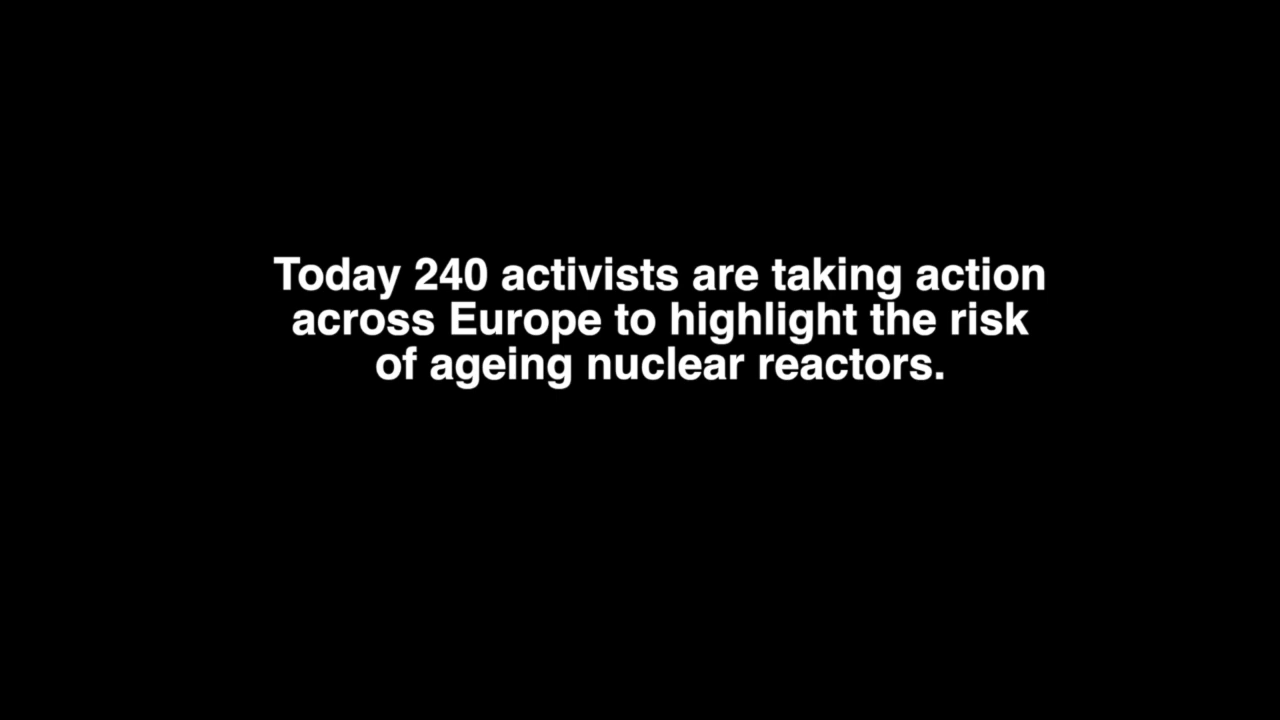 Today 240 activists are taking action
across Europe to highlight the risk
of ageing nuclear reactors.